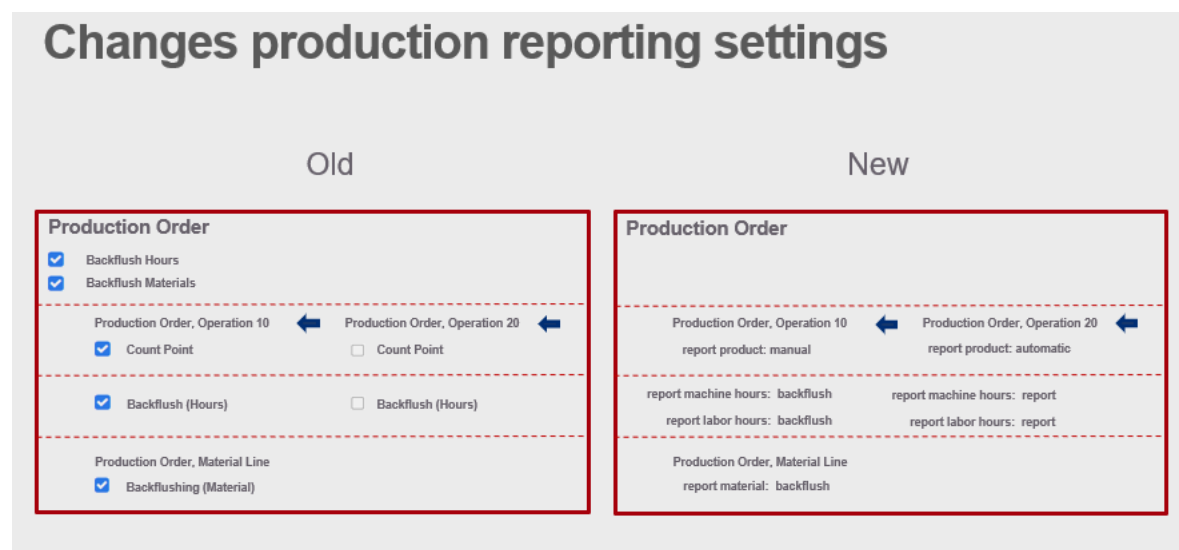 Changes production reporting settings
Old
New
Production Order
Backflush Hours
Backflush Materials
Production Order, Operation 10
Production Order, Operation 20
Count Point
Count Point
Backflush (Hours)
Backflush (Hours)
Production Order, Material Line
Backflushing (Material)
Production Order
Production Order, Operation 10
Production Order, Operation 20
report product: manual
report product: automatic
report machine hours: backflush
report machine hours: report
report labor hours: backflush
report labor hours: report
Production Order, Material Line
report material: backflush